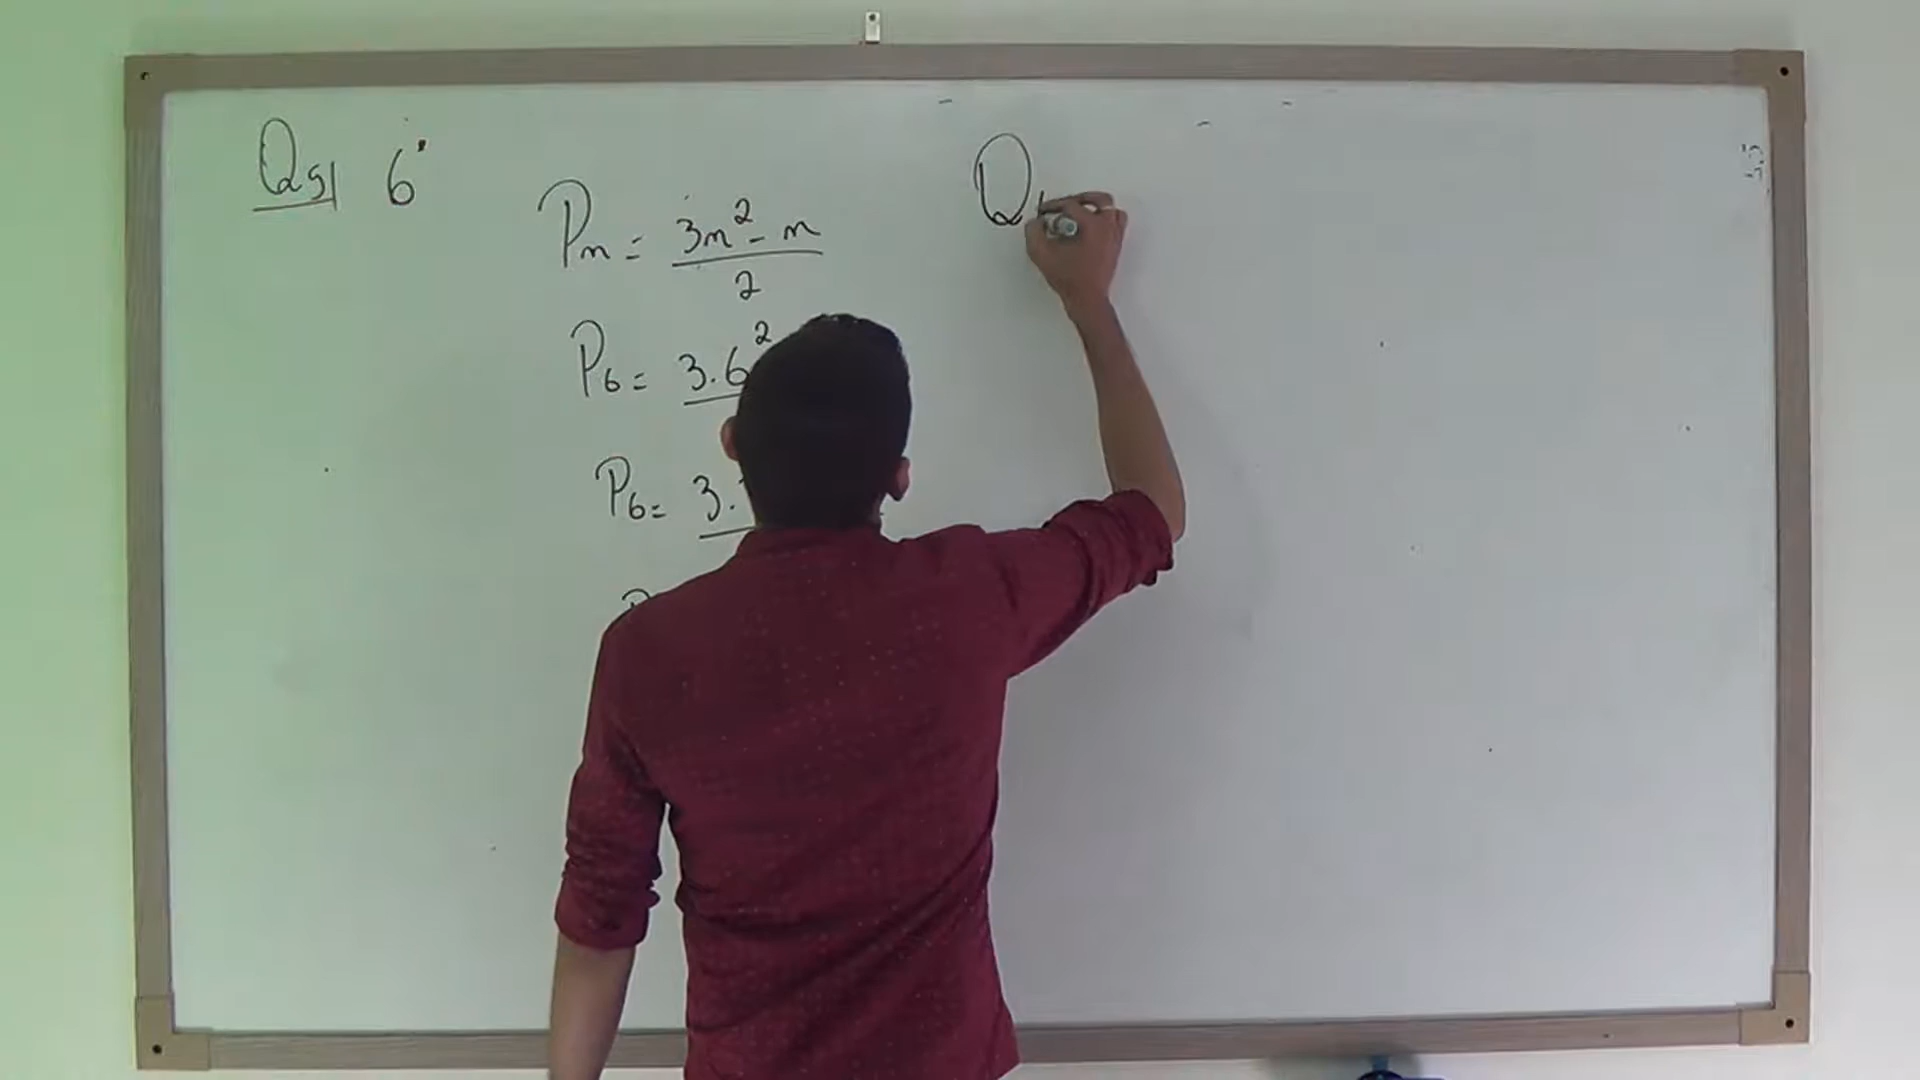 Q5| 6°
Pn = 3n² - n / 2
P6 = 3.6²
P6 = 3.
Q